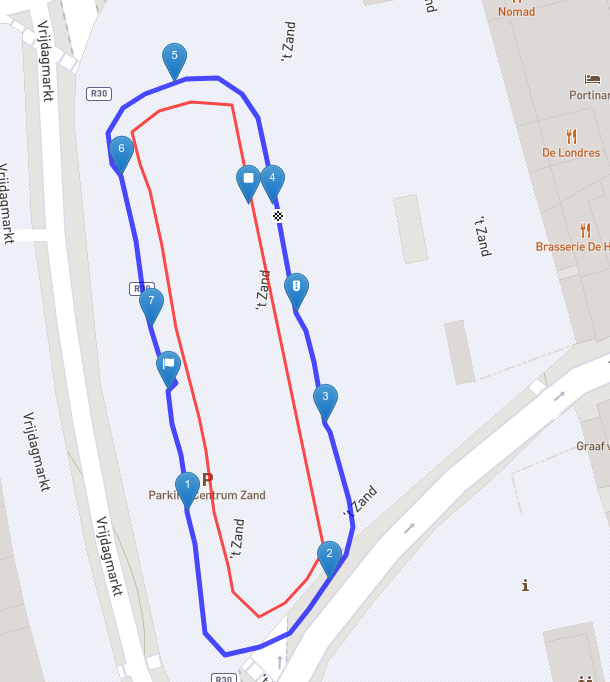 Nomad
Vrijdagmarkt
't Zand
5
R30
Portinar
De Londres
6
4
Vrijdagmarkt
't Zand
Brasserie De H
R30
7
't Zand
3
Vrijdagmarkt
Graaf v
P
1
Parking Centrum Zand
't Zand
't Zand
Vrijdagmarkt
2
i
R30